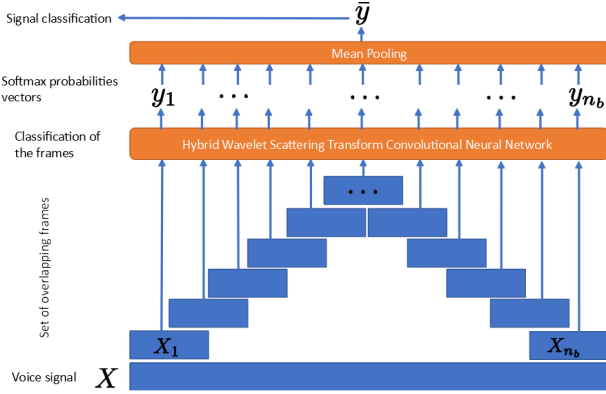 Signal classification ȳ
Mean Pooling
Softmax probabilities
vectors
y₁ ... ... ... yₙ_b
Classification of
the frames
Hybrid Wavelet Scattering Transform Convolutional Neural Network
...
Set of overlapping frames
X₁ Xₙ_b
Voice signal X